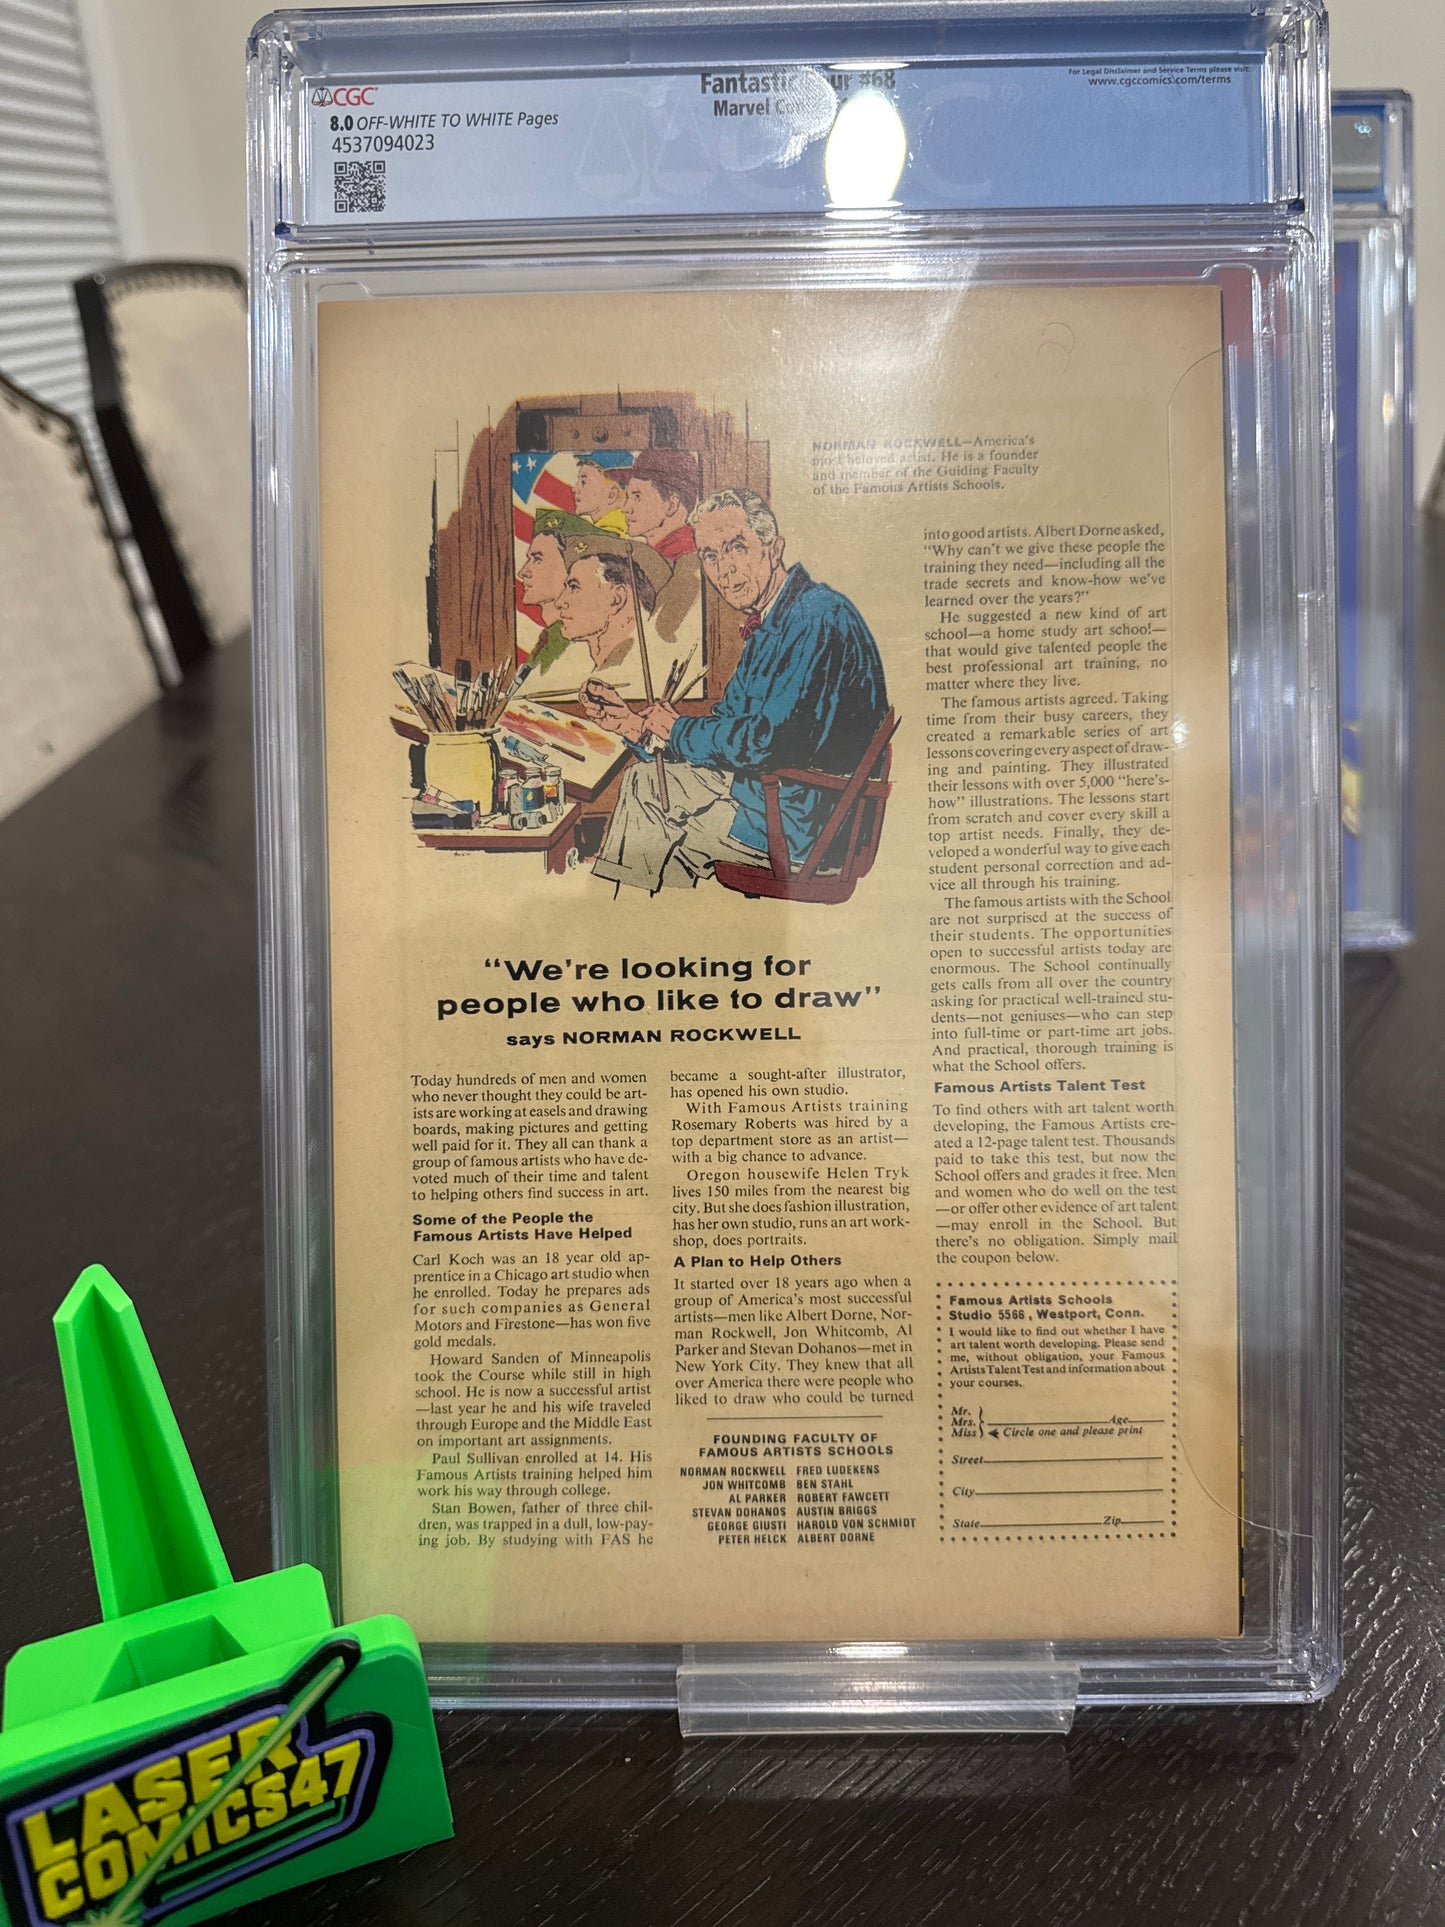 CGC
8.0 OFF-WHITE TO WHITE Pages
4537094023
Fantastic Four #68
Marvel
For Legal Disclaimer and Service Terms please visit:
www.cgccomics.com/terms
NORMAN ROCKWELL—America's
most beloved artist. He is a founder
and member of the Guiding Faculty
of the Famous Artists Schools.
"We're looking for
people who like to draw"
says NORMAN ROCKWELL
Today hundreds of men and women
who never thought they could be art-
ists are working at easels and drawing
boards, making pictures and getting
well paid for it. They all can thank a
group of famous artists who have de-
voted much of their time and talent
to helping others find success in art.
Some of the People the
Famous Artists Have Helped
Carl Koch was an 18 year old ap-
prentice in a Chicago art studio when
he enrolled. Today he prepares ads
for such companies as General
Motors and Firestone—has won five
gold medals.
Howard Sanden of Minneapolis
took the Course while still in high
school. He is now a successful artist
—last year he and his wife traveled
through Europe and the Middle East
on important art assignments.
Paul Sullivan enrolled at 14. His
Famous Artists training helped him
work his way through college.
Stan Bowen, father of three chil-
dren, was trapped in a dull, low-pay-
ing job. By studying with FAS he
became a sought-after illustrator,
has opened his own studio.
With Famous Artists training
Rosemary Roberts was hired by a
top department store as an artist—
with a big chance to advance.
Oregon housewife Helen Tryk
lives 150 miles from the nearest big
city. But she does fashion illustration,
has her own studio, runs an art work-
shop, does portraits.
A Plan to Help Others
It started over 18 years ago when a
group of America's most successful
artists—men like Albert Dorne, Nor-
man Rockwell, Jon Whitcomb, Al
Parker and Stevan Dohanos—met in
New York City. They knew that all
over America there were people who
liked to draw who could be turned
FOUNDING FACULTY OF
FAMOUS ARTISTS SCHOOLS
NORMAN ROCKWELL FRED LUDEKENS
JON WHITCOMB BEN STAHL
AL PARKER ROBERT FAWCETT
STEVAN DOHANOS AUSTIN BRIGGS
GEORGE GIUSTI HAROLD VON SCHMIDT
PETER HELCK ALBERT DORNE
into good artists. Albert Dorne asked,
"Why can't we give these people the
training they need—including all the
trade secrets and know-how we've
learned over the years?"
He suggested a new kind of art
school—a home study art school—
that would give talented people the
best professional art training, no
matter where they live.
The famous artists agreed. Taking
time from their busy careers, they
created a remarkable series of art
lessons covering every aspect of draw-
ing and painting. They illustrated
their lessons with over 5,000 "here's-
how" illustrations. The lessons start
from scratch and cover every skill a
top artist needs. Finally, they de-
veloped a wonderful way to give each
student personal correction and ad-
vice all through his training.
The famous artists with the School
are not surprised at the success of
their students. The opportunities
open to successful artists today are
enormous. The School continually
gets calls from all over the country
asking for practical well-trained stu-
dents—not geniuses—who can step
into full-time or part-time art jobs.
And practical, thorough training is
what the School offers.
Famous Artists Talent Test
To find others with art talent worth
developing, the Famous Artists cre-
ated a 12-page talent test. Thousands
paid to take this test, but now the
School offers and grades it free. Men
and women who do well on the test
—or offer other evidence of art talent
—may enroll in the School. But
there's no obligation. Simply mail
the coupon below.
Famous Artists Schools
Studio 5566, Westport, Conn.
I would like to find out whether I have
art talent worth developing. Please send
me, without obligation, your Famous
Artists Talent Test and information about
your courses.
Mr.
Mrs. Age
Miss Circle one and please print
Street
City
State Zip
LASER
COMICS47